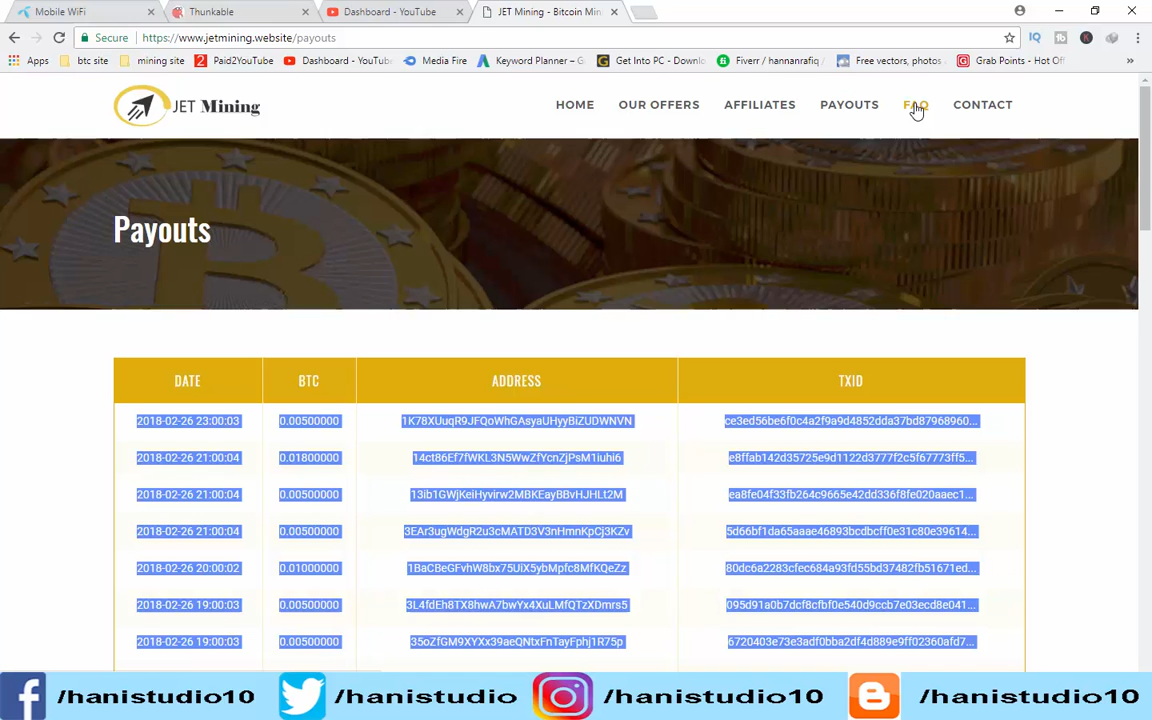 Mobile WiFi
Thunkable
Dashboard - YouTube
JET Mining - Bitcoin Min
Secure
https://www.jetmining.website/payouts
Apps
btc site
mining site
Paid2YouTube
Dashboard - YouTube
Media Fire
Keyword Planner – G
Get Into PC - Downlo
Fiverr / hannanrafiq
Free vectors, photos
Grab Points - Hot Off
JET Mining
HOME
OUR OFFERS
AFFILIATES
PAYOUTS
FAQ
CONTACT
Payouts
DATE BTC ADDRESS TXID
2018-02-26 23:00:03 0.00500000 1K78XUuqR9JFQoWhGAsyaUHyyBiZUDWNVN ce3ed56be6f0c4a2f9a9d4852dda37bd87968960...
2018-02-26 21:00:04 0.01800000 14ct86Ef7fWKL3N5WwZfYcnZjPsM1iuhi6 e8ffab142d35725e9d1122d3777f2c5f67773ff5...
2018-02-26 21:00:04 0.00500000 13ib1GWjKeiHyvirw2MBKEayBBvHJHLt2M ea8fe04f33fb264c9665e42dd336f8fe020aaec1...
2018-02-26 21:00:04 0.00500000 3EAr3ugWdgR2u3cMATD3V3nHmnKpCj3KZv 5d66bf1da65aaae46893bcdbcff0e31c80e39614...
2018-02-26 20:00:02 0.01000000 1BaCBeGFvhW8bx75UiX5ybMpfc8MfKQeZz 80dc6a2283cfec684a93fd55bd37482fb51671ed...
2018-02-26 19:00:03 0.00500000 3L4fdEh8TX8hwA7bwYx4XuLMfQTzXDmrs5 095d91a0b7dcf8cfbf0e540d9ccb7e03ecd8e041...
2018-02-26 19:00:03 0.00500000 35oZfGM9XYXx39aeQNtxFnTayFphj1R75p 6720403e73e3adf0bba2df4d889e9ff02360afd7...
/hanistudio10
/hanistudio
/hanistudio10
/hanistudio10